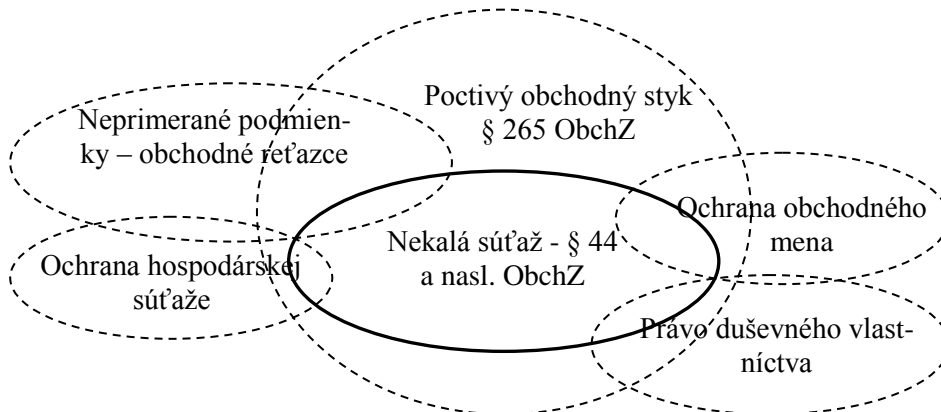 Poctivý obchodný styk
§ 265 ObchZ
Neprimerané podmien-
ky – obchodné reťazce
Ochrana obchodného
mena
Nekalá súťaž - § 44
a nasl. ObchZ
Ochrana hospodárskej
súťaže
Právo duševného vlast-
níctva